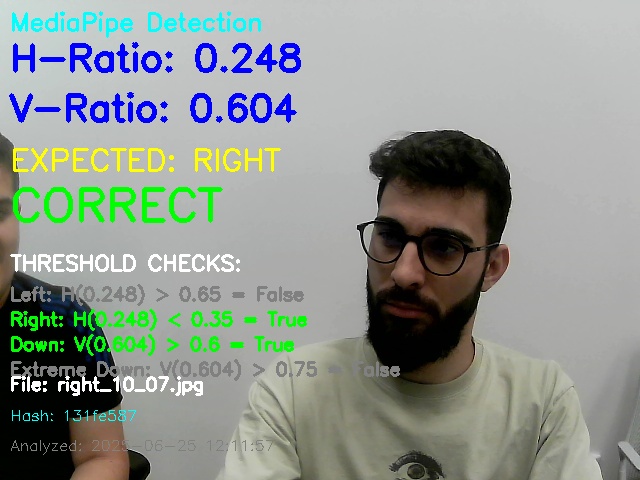 MediaPipe Detection
H-Ratio: 0.248
V-Ratio: 0.604
EXPECTED: RIGHT
CORRECT
THRESHOLD CHECKS:
Left: H(0.248) > 0.65 = False
Right: H(0.248) < 0.35 = True
Down: V(0.604) > 0.6 = True
Extreme Down: V(0.604) > 0.75 = False
File: right_10_07.jpg
Hash: 131fe587
Analyzed: 2025-06-25 12:11:57